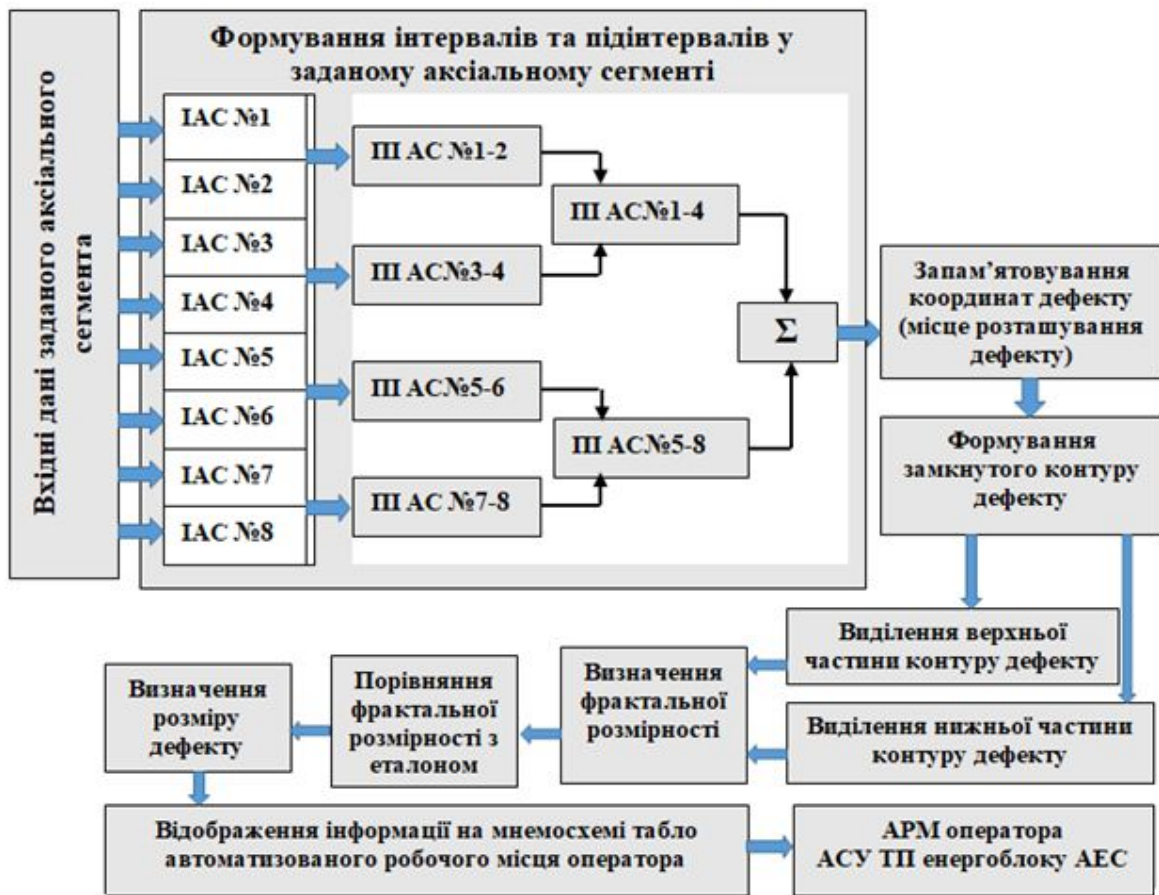 Вхідні дані заданого аксіального
сегмента
Формування інтервалів та підінтервалів у
заданому аксіальному сегменті
ІАС №1
ІАС №2
ІАС №3
ІАС №4
ІАС №5
ІАС №6
ІАС №7
ІАС №8
ПІ АС №1-2
ПІ АС№3-4
ПІ АС№5-6
ПІ АС №7-8
ПІ АС№1-4
ПІ АС№5-8
Σ
Запам’ятовування
координат дефекту
(місце розташування
дефекту)
Формування
замкнутого контуру
дефекту
Виділення верхньої
частини контуру дефекту
Виділення нижньої частини
контуру дефекту
Визначення
фрактальної
розмірності
Порівняння
фрактальної
розмірності з
еталоном
Визначення
розміру
дефекту
Відображення інформації на мнемосхемі табло
автоматизованого робочого місця оператора
АРМ оператора
АСУ ТП енергоблоку АЕС